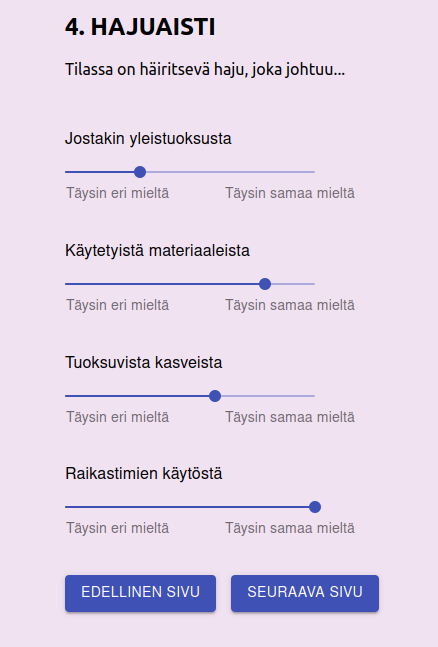 4. HAJUAISTI
Tilassa on häiritsevä haju, joka johtuu...
Jostakin yleistuoksusta
Täysin eri mieltä Täysin samaa mieltä
Käytetyistä materiaaleista
Täysin eri mieltä Täysin samaa mieltä
Tuoksuvista kasveista
Täysin eri mieltä Täysin samaa mieltä
Raikastimien käytöstä
Täysin eri mieltä Täysin samaa mieltä
EDELLINEN SIVU SEURAAVA SIVU